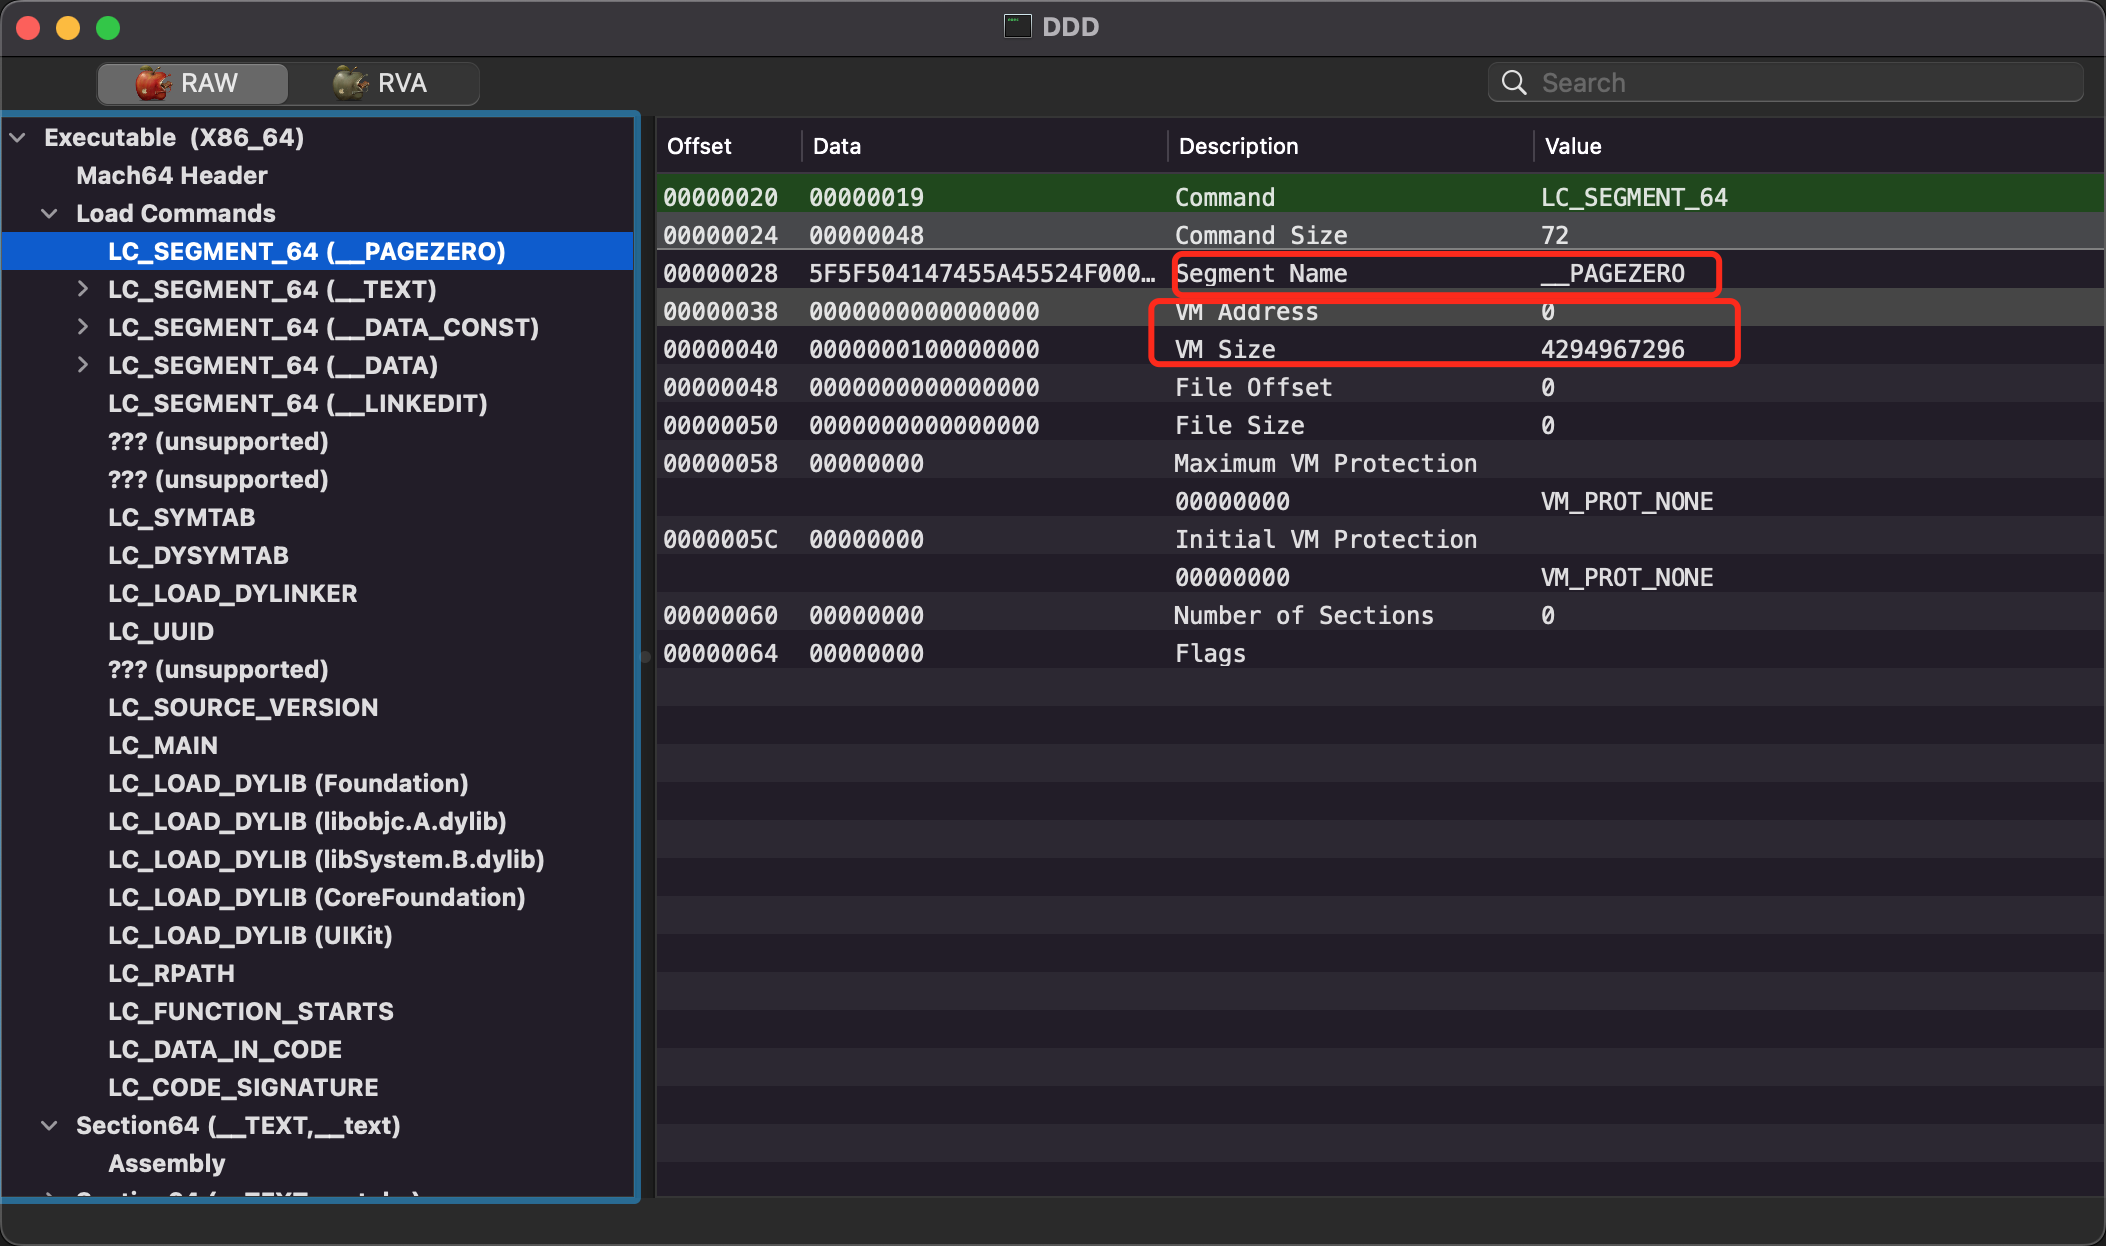 DDD
RAW RVA Search
Executable (X86_64)
Mach64 Header
Load Commands
LC_SEGMENT_64 (__PAGEZERO)
LC_SEGMENT_64 (__TEXT)
LC_SEGMENT_64 (__DATA_CONST)
LC_SEGMENT_64 (__DATA)
LC_SEGMENT_64 (__LINKEDIT)
??? (unsupported)
??? (unsupported)
LC_SYMTAB
LC_DYSYMTAB
LC_LOAD_DYLINKER
LC_UUID
??? (unsupported)
LC_SOURCE_VERSION
LC_MAIN
LC_LOAD_DYLIB (Foundation)
LC_LOAD_DYLIB (libobjc.A.dylib)
LC_LOAD_DYLIB (libSystem.B.dylib)
LC_LOAD_DYLIB (CoreFoundation)
LC_LOAD_DYLIB (UIKit)
LC_RPATH
LC_FUNCTION_STARTS
LC_DATA_IN_CODE
LC_CODE_SIGNATURE
Section64 (__TEXT,__text)
Assembly
Offset Data Description Value
00000020 00000019 Command LC_SEGMENT_64
00000024 00000048 Command Size 72
00000028 5F5F504147455A45524F000… Segment Name __PAGEZERO
00000038 0000000000000000 VM Address 0
00000040 0000000100000000 VM Size 4294967296
00000048 0000000000000000 File Offset 0
00000050 0000000000000000 File Size 0
00000058 00000000 Maximum VM Protection
00000000 VM_PROT_NONE
0000005C 00000000 Initial VM Protection
00000000 VM_PROT_NONE
00000060 00000000 Number of Sections 0
00000064 00000000 Flags